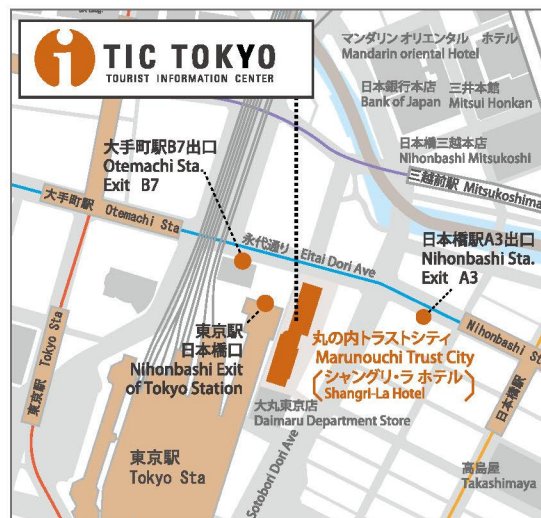 TIC TOKYO
TOURIST INFORMATION CENTER
マンダリン オリエンタル ホテル
Mandarin oriental Hotel
日本銀行本店
Bank of Japan
三井本館
Mitsui Honkan
日本橋三越本店
Nihonbashi Mitsukoshi
三越前駅 Mitsukoshima
大手町駅B7出口
Otemachi Sta.
Exit B7
大手町駅 Otemachi Sta
永代通り Eitai Dori Ave
日本橋駅A3出口
Nihonbashi Sta.
Exit A3
Nihonbashi St
東京駅
日本橋口
Nihonbashi Exit
of Tokyo Station
丸の内トラストシティ
Marunouchi Trust City
(シャングリ・ラ ホテル
Shangri-La Hotel)
東京駅 Tokyo Sta
大丸東京店
Daimaru Department Store
日本橋駅
東京駅
Tokyo Sta
Sotobori Dori Ave
高島屋
Takashimaya